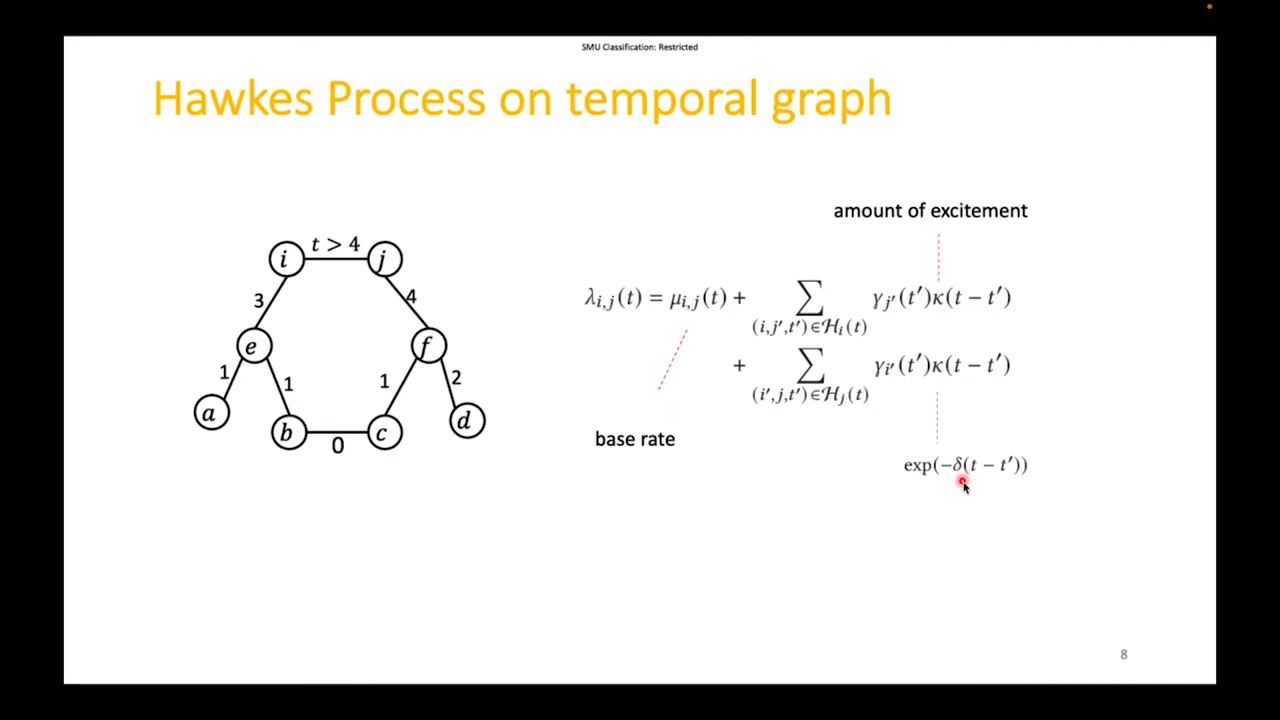 SMU Classification: Restricted
Hawkes Process on temporal graph
amount of excitement
i t > 4 j
3 4
λ_{i,j}(t) = μ_{i,j}(t) + ∑_{(i,j′,t′)∈ℋ_i(t)} γ_{j′}(t′)κ(t − t′)
+ ∑_{(i′,j,t′)∈ℋ_j(t)} γ_{i′}(t′)κ(t − t′)
e f
1 1 1 2
a b 0 c d
base rate
exp(−δ(t − t′))
8